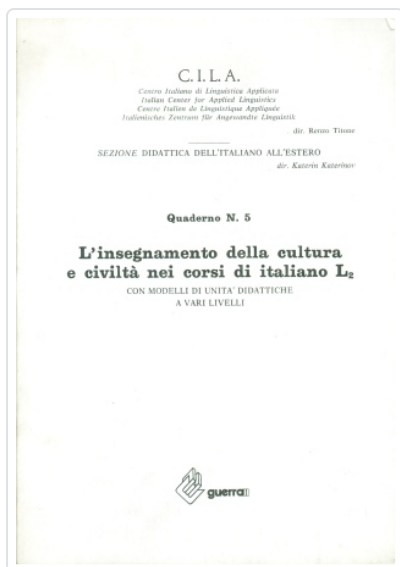 C.I.L.A.
Centro Italiano di Linguistica Applicata
Italian Center for Applied Linguistics
Centre Italien de Linguistique Appliquée
Italienisches Zentrum für Angewandte Linguistik
dir. Renzo Titone
SEZIONE DIDATTICA DELL'ITALIANO ALL'ESTERO
dir. Katerin Katerinov
Quaderno N. 5
L'insegnamento della cultura
e civiltà nei corsi di italiano L₂
CON MODELLI DI UNITA' DIDATTICHE
A VARI LIVELLI
guerra